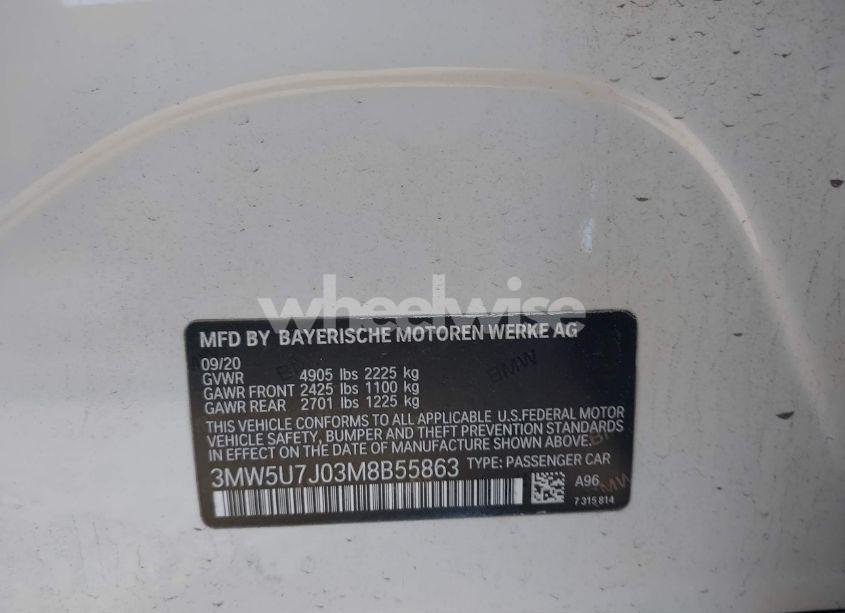 wheelwise
MFD BY BAYERISCHE MOTOREN WERKE AG
09/20
GVWR 4905 lbs 2225 kg
GAWR FRONT 2425 lbs 1100 kg
GAWR REAR 2701 lbs 1225 kg
THIS VEHICLE CONFORMS TO ALL APPLICABLE U.S.FEDERAL MOTOR
VEHICLE SAFETY, BUMPER AND THEFT PREVENTION STANDARDS
IN EFFECT ON THE DATE OF MANUFACTURE SHOWN ABOVE.
3MW5U7J03M8B55863 TYPE: PASSENGER CAR
A96
7 315 814
BMW